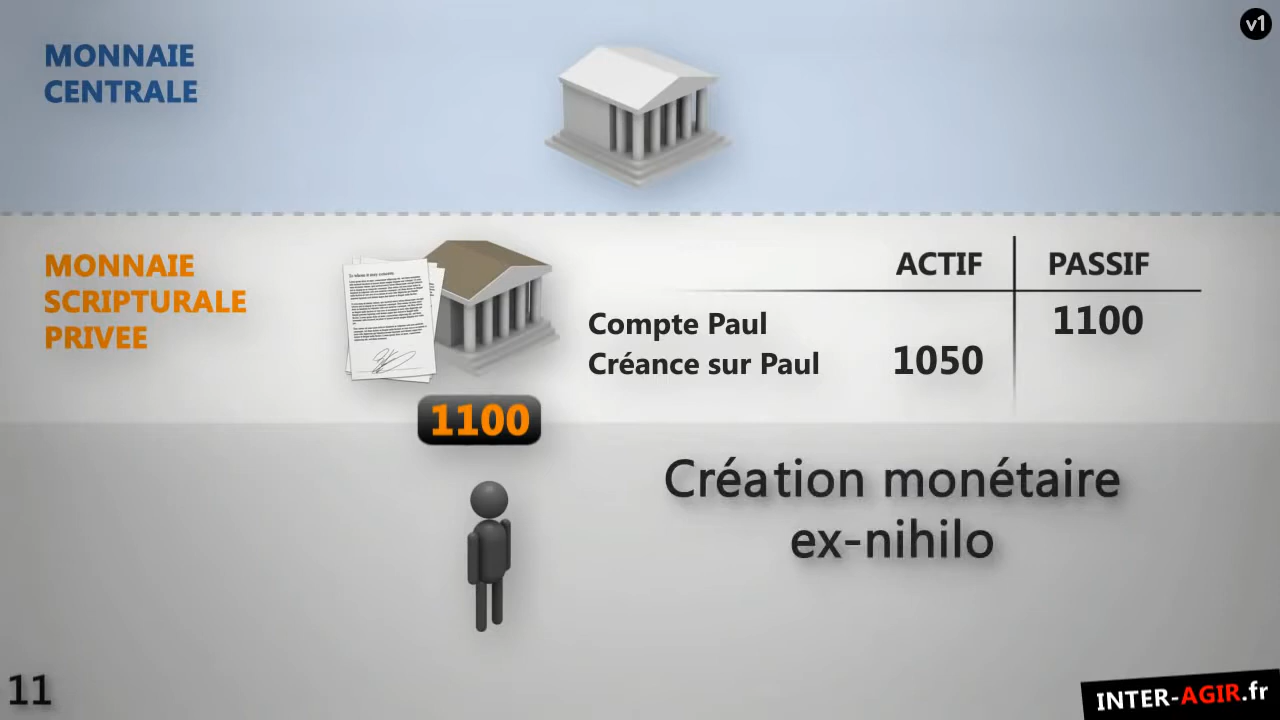 v1
MONNAIE
CENTRALE
MONNAIE
SCRIPTURALE
PRIVEE
ACTIF PASSIF
Compte Paul 1100
Créance sur Paul 1050
1100
Création monétaire
ex-nihilo
11
INTER-AGIR.fr